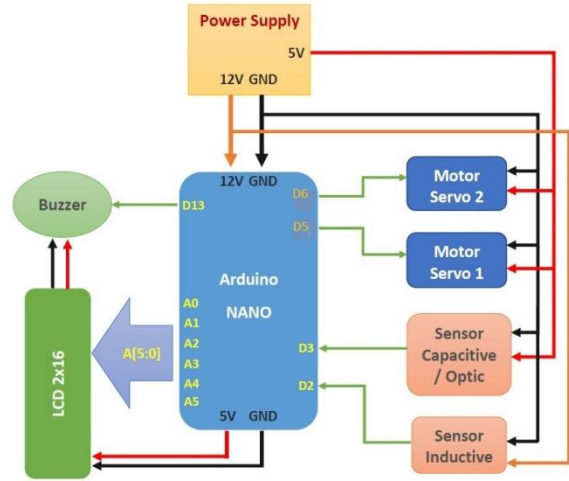 Power Supply
5V
12V GND
12V GND
D6
Motor
Servo 2
Buzzer
D13
D5
Motor
Servo 1
Arduino
NANO
A0
A1
A2
A3
A4
A5
A[5:0]
LCD 2x16
D3
Sensor
Capacitive
/ Optic
D2
5V GND
Sensor
Inductive